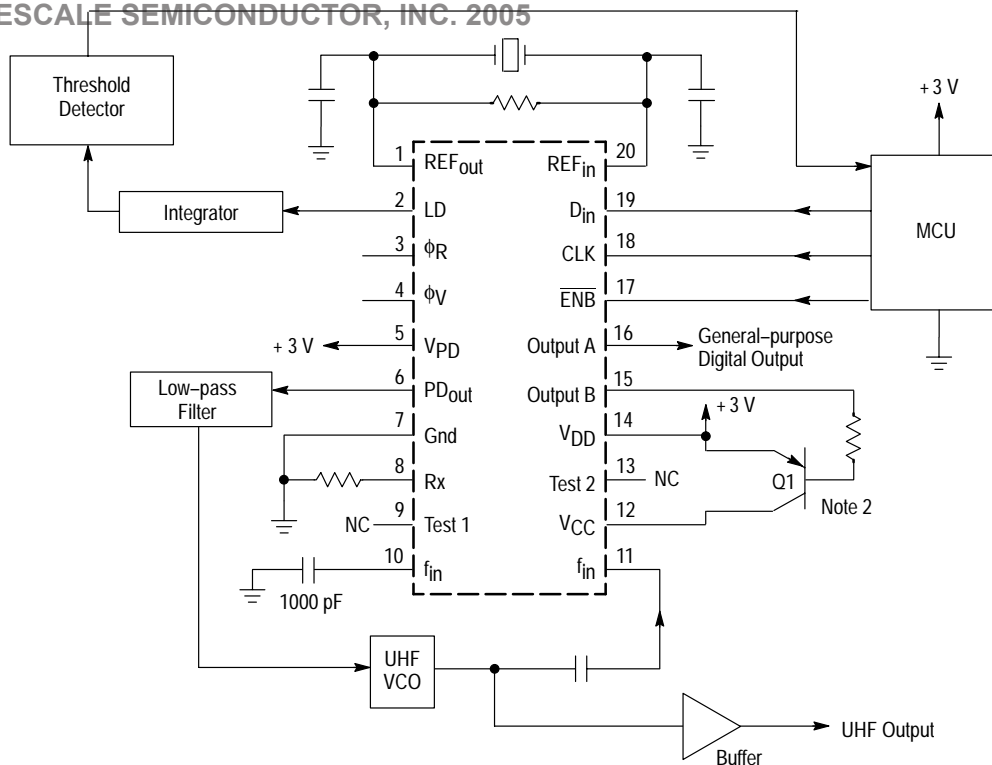 ESCALE SEMICONDUCTOR, INC. 2005
Threshold
Detector
+ 3 V
1
REFout
REFin
20
Integrator
2
LD
Din
19
MCU
3
ϕR
CLK
18
4
ϕV
ENB
17
+ 3 V
5
VPD
Output A
16
General–purpose
Digital Output
Low–pass
Filter
6
PDout
Output B
15
+ 3 V
7
Gnd
VDD
14
8
Rx
Test 2
13
NC
Q1
Note 2
NC
9
Test 1
VCC
12
10
fin
fin
11
1000 pF
UHF
VCO
UHF Output
Buffer